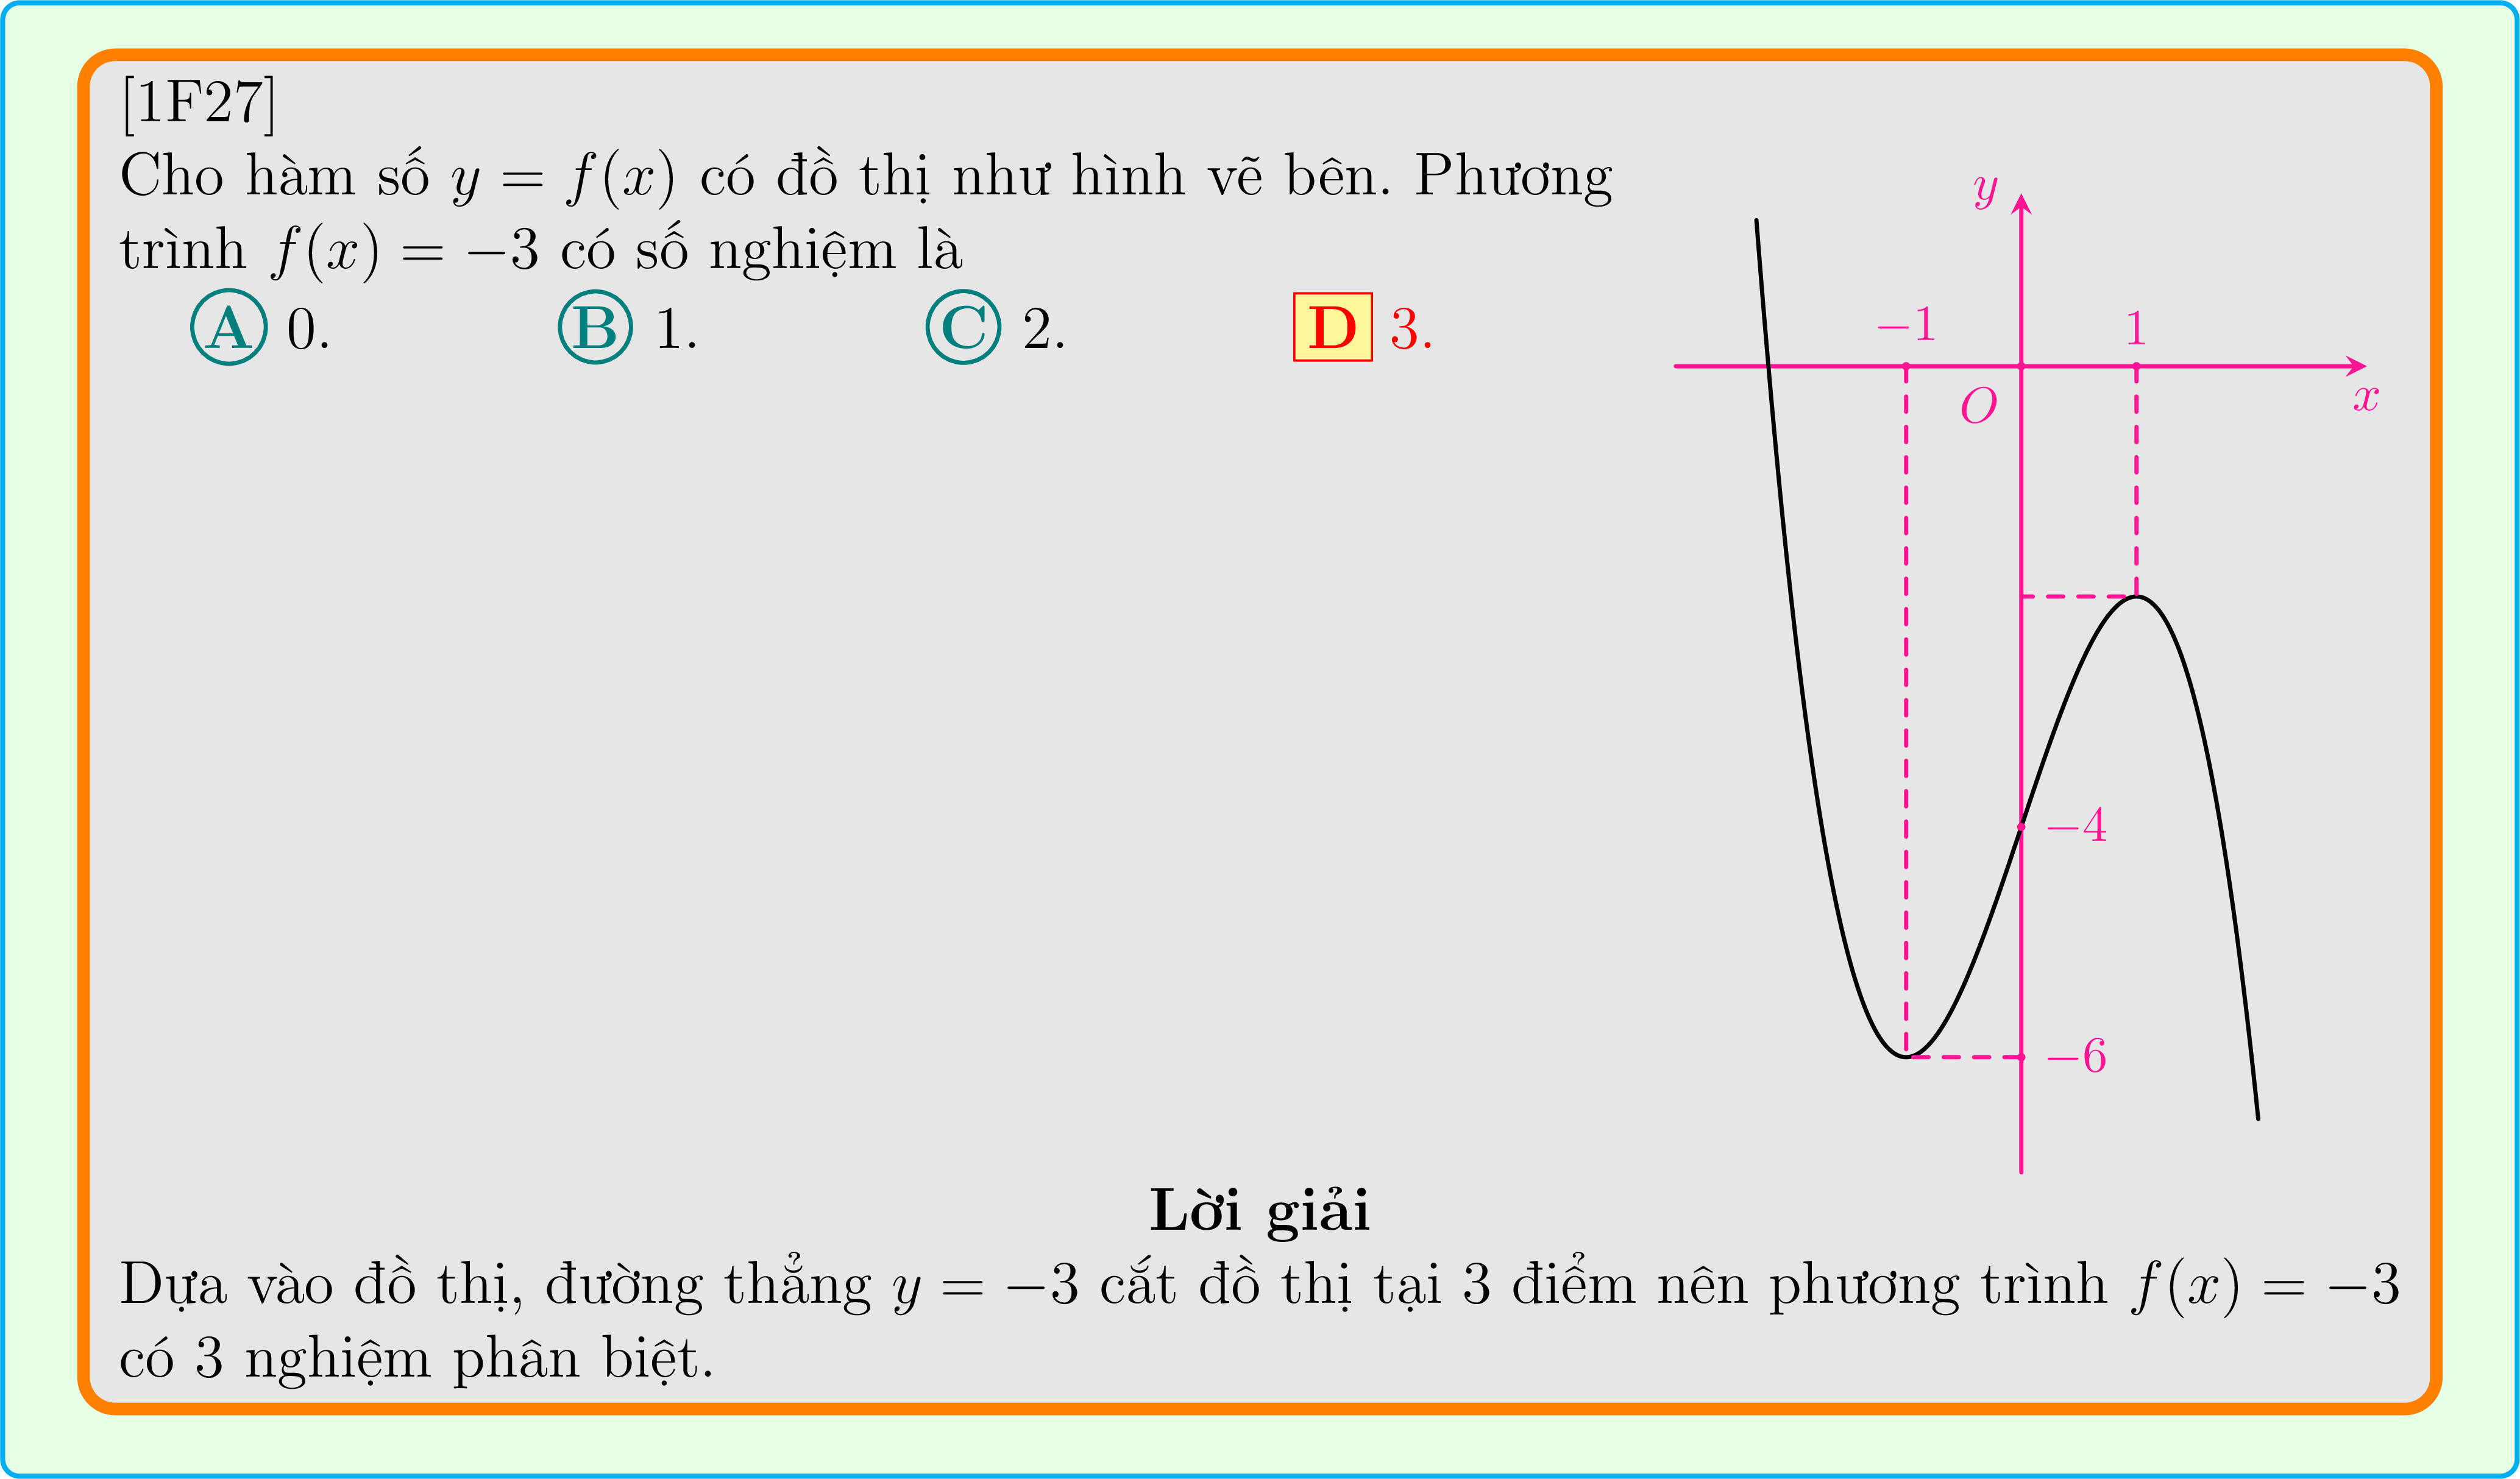 [1F27]
Cho hàm số y = f(x) có đồ thị như hình vẽ bên. Phương
trình f(x) = −3 có số nghiệm là
A 0. B 1. C 2. D 3.
y
−1 1
O x
−4
−6
Lời giải
Dựa vào đồ thị, đường thẳng y = −3 cắt đồ thị tại 3 điểm nên phương trình f(x) = −3
có 3 nghiệm phân biệt.